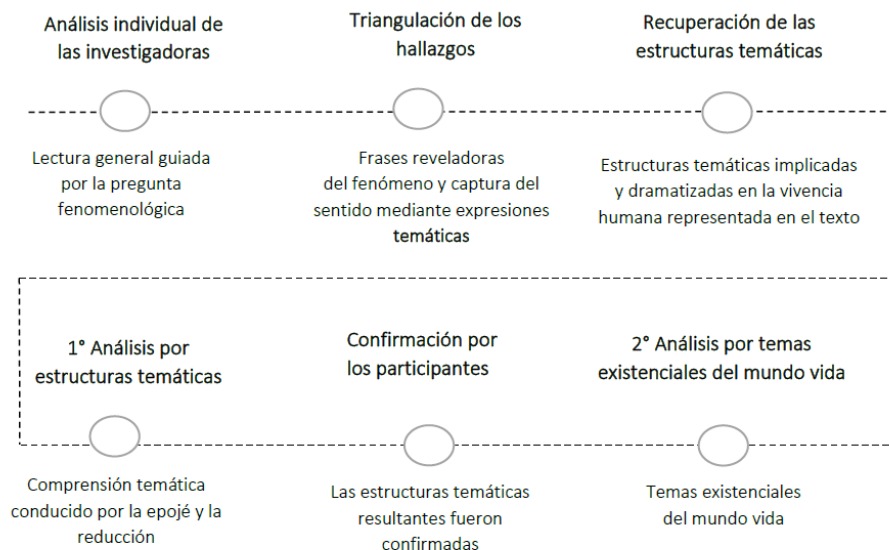 Análisis individual de
las investigadoras
Triangulación de los
hallazgos
Recuperación de las
estructuras temáticas
Lectura general guiada
por la pregunta
fenomenológica
Frases reveladoras
del fenómeno y captura del
sentido mediante expresiones
temáticas
Estructuras temáticas implicadas
y dramatizadas en la vivencia
humana representada en el texto
1° Análisis por
estructuras temáticas
Confirmación por
los participantes
2° Análisis por temas
existenciales del mundo vida
Comprensión temática
conducido por la epojé y la
reducción
Las estructuras temáticas
resultantes fueron
confirmadas
Temas existenciales
del mundo vida